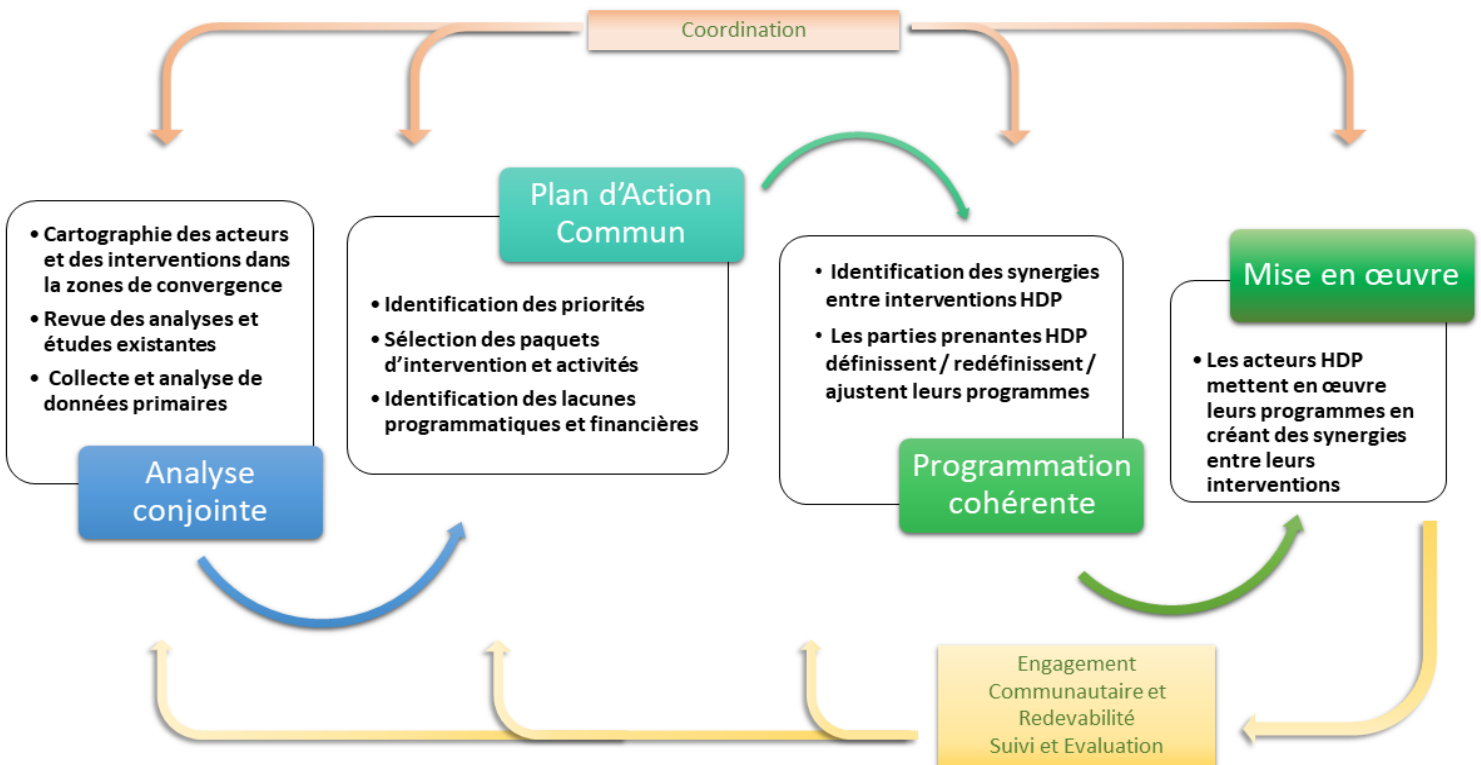 Coordination
• Cartographie des acteurs
et des interventions dans
la zones de convergence
• Revue des analyses et
études existantes
• Collecte et analyse de
données primaires
Analyse
conjointe
Plan d’Action
Commun
• Identification des priorités
• Sélection des paquets
d’intervention et activités
• Identification des lacunes
programmatiques et financières
• Identification des synergies
entre interventions HDP
• Les parties prenantes HDP
définissent / redéfinissent /
ajustent leurs programmes
Programmation
cohérente
Mise en œuvre
• Les acteurs HDP
mettent en œuvre
leurs programmes en
créant des synergies
entre leurs
interventions
Engagement
Communautaire et
Redevabilité
Suivi et Evaluation